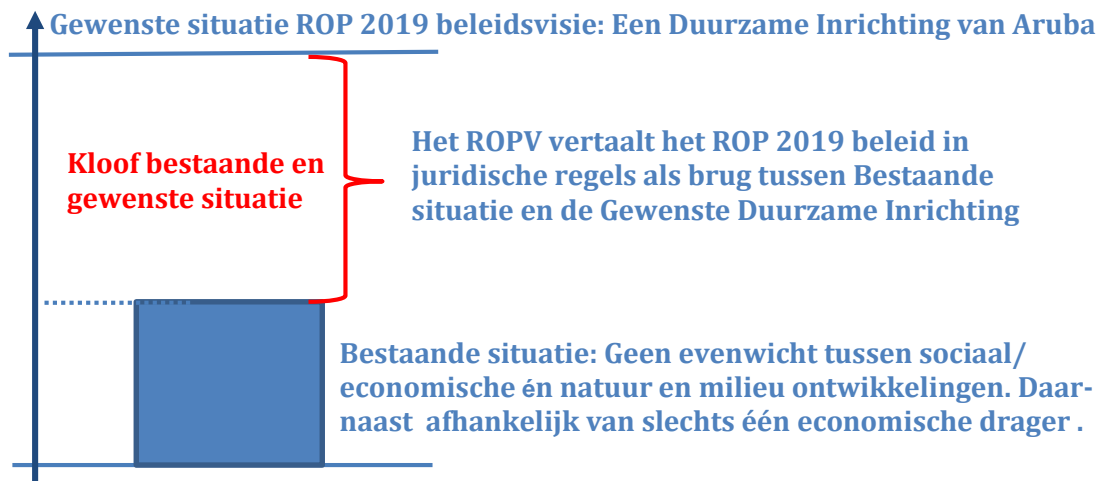 Gewenste situatie ROP 2019 beleidsvisie: Een Duurzame Inrichting van Aruba
Kloof bestaande en
gewenste situatie
Het ROPV vertaalt het ROP 2019 beleid in
juridische regels als brug tussen Bestaande
situatie en de Gewenste Duurzame Inrichting
Bestaande situatie: Geen evenwicht tussen sociaal/
economische én natuur en milieu ontwikkelingen. Daar-
naast afhankelijk van slechts één economische drager .